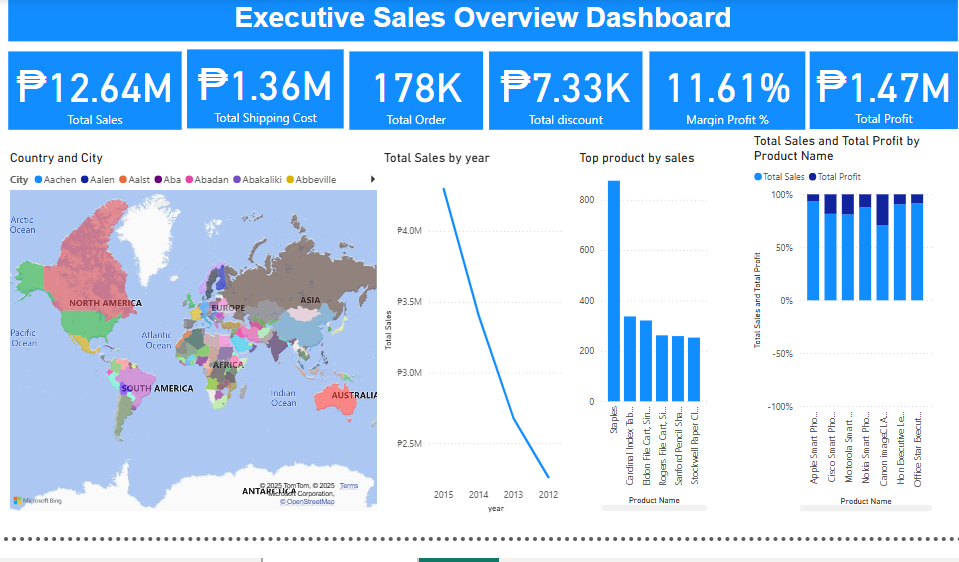 Executive Sales Overview Dashboard
₱12.64M
Total Sales
₱1.36M
Total Shipping Cost
178K
Total Order
₱7.33K
Total discount
11.61%
Margin Profit %
₱1.47M
Total Profit
Country and City
City Aachen Aalen Aalst Aba Abadan Abakaliki Abbeville
Arctic
Ocean
NORTH AMERICA
EUROPE
ASIA
Pacific
Ocean
Atlantic
Ocean
AFRICA
SOUTH AMERICA
Indian
Ocean
AUSTRALIA
ANTARCTICA
Microsoft Bing
© 2025 TomTom, © 2025 Terms
Microsoft Corporation,
© OpenStreetMap
Total Sales by year
Total Sales
₱4.0M
₱3.5M
₱3.0M
₱2.5M
2015 2014 2013 2012
year
Top product by sales
800
600
400
200
0
Staples
Cardinal Index Tab...
Eldon File Cart, Sin...
Rogers File Cart, Si...
Sanford Pencil Sha...
Stockwell Paper Cl...
Product Name
Total Sales and Total Profit by
Product Name
Total Sales Total Profit
Total Sales and Total Profit
100%
50%
0%
-50%
-100%
Apple Smart Pho...
Cisco Smart Pho...
Motorola Smart ...
Nokia Smart Pho...
Canon imageCLA...
Hon Executive Le...
Office Star Execut...
Product Name